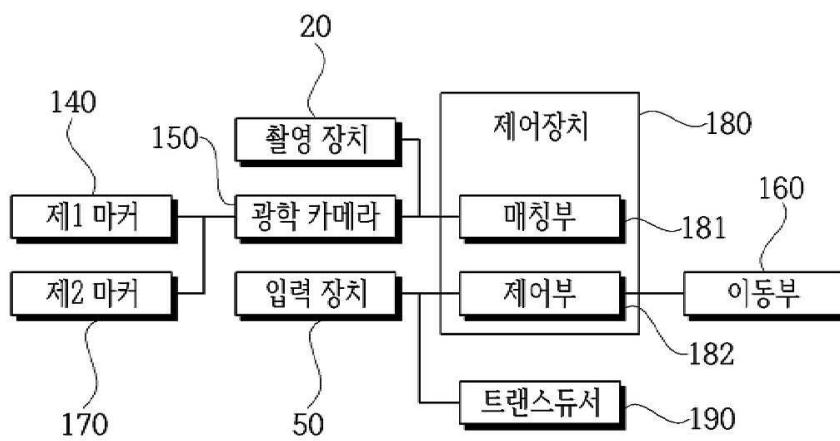 20
140
촬영 장치
제어장치
180
150
제1 마커
광학 카메라
매칭부
181
160
제2 마커
입력 장치
제어부
이동부
182
170
50
트랜스듀서
190